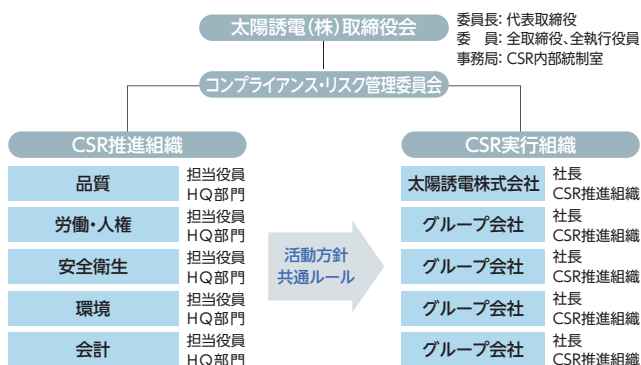 太陽誘電(株)取締役会
委員長: 代表取締役
委 員: 全取締役、全執行役員
事務局: CSR内部統制室
コンプライアンス・リスク管理委員会
CSR推進組織
品質
担当役員
HQ部門
労働・人権
担当役員
HQ部門
安全衛生
担当役員
HQ部門
環境
担当役員
HQ部門
会計
担当役員
HQ部門
活動方針
共通ルール
CSR実行組織
太陽誘電株式会社
社長
CSR推進組織
グループ会社
社長
CSR推進組織
グループ会社
社長
CSR推進組織
グループ会社
社長
CSR推進組織
グループ会社
社長
CSR推進組織